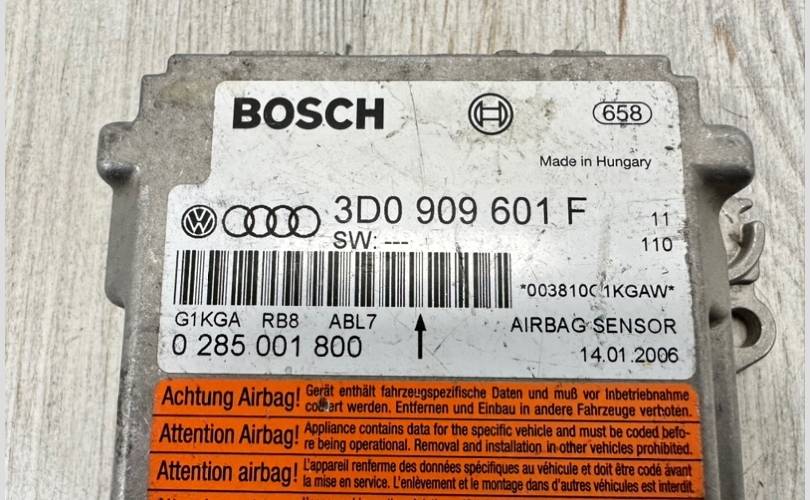 BOSCH
658
Made in Hungary
3D0 909 601 F
11
SW: ---
110
*003810C1KGAW*
G1KGA RB8 ABL7
AIRBAG SENSOR
0 285 001 800
14.01.2006
Achtung Airbag! Gerät enthält fahrzeugspezifische Daten und muß vor Inbetriebnahme
codiert werden. Entfernen und Einbau in andere Fahrzeuge verboten.
Attention Airbag! Appliance contains data for the specific vehicle and must be coded befo-
re being operational. Removal and installation in other vehicles prohibited.
Attention airbag! L'appareil renferme des données spécifiques au véhicule et doit être codé avant
la mise en service. L'enlèvement et le montage dans d'autres véhicules est interdit.